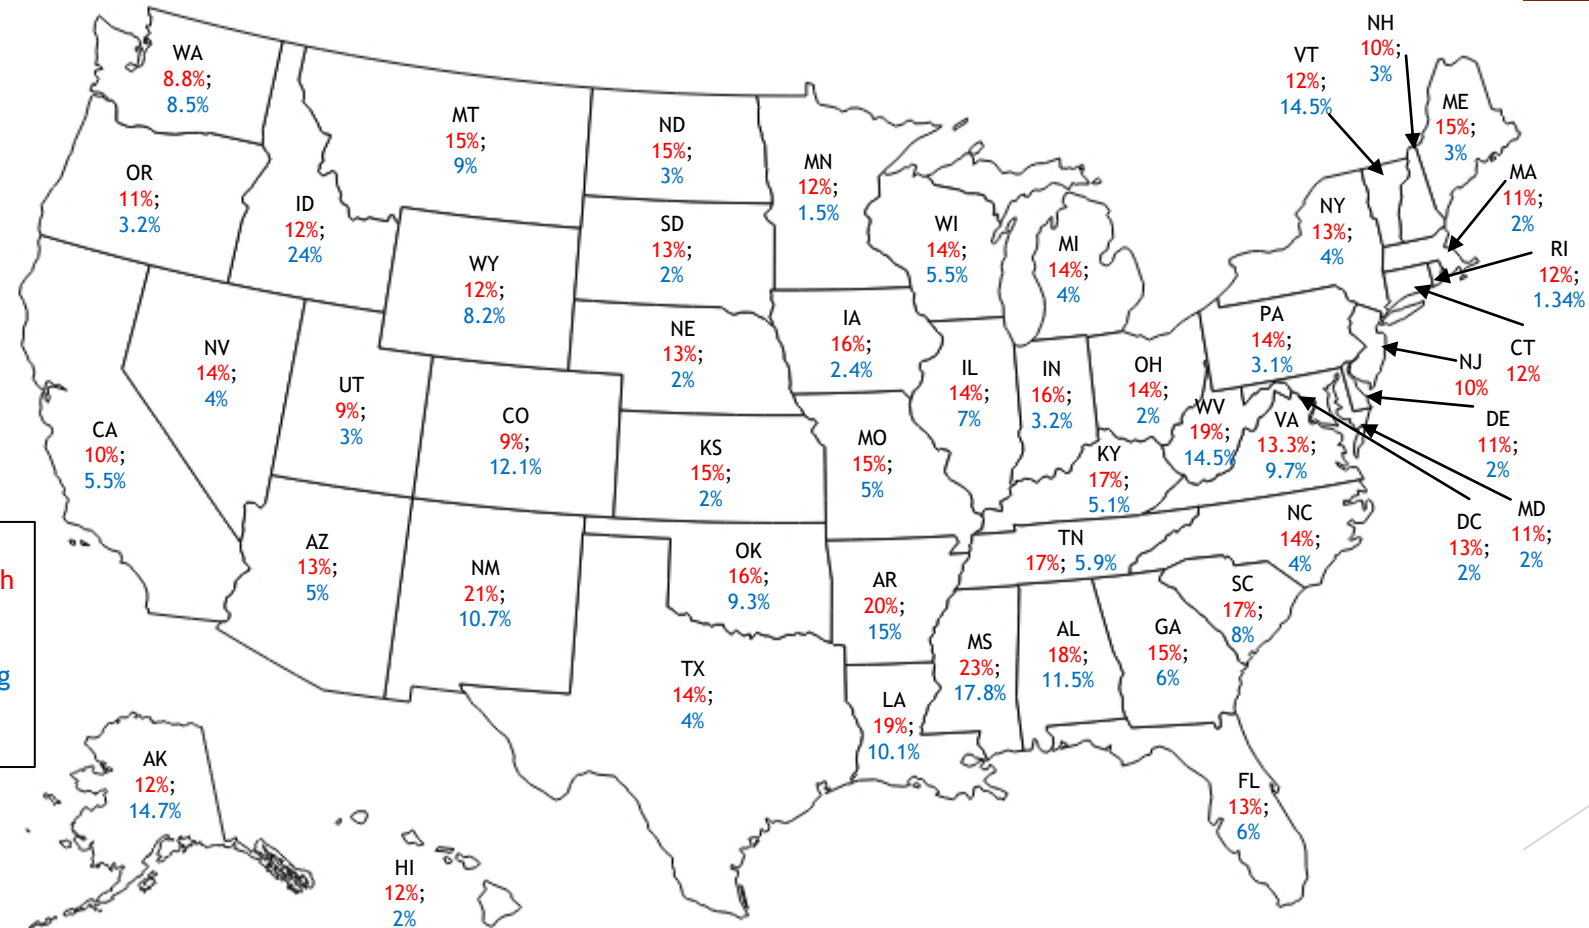 WA
8.8%;
8.5%
OR
11%;
3.2%
ID
12%;
24%
MT
15%;
9%
ND
15%;
3%
SD
13%;
2%
MN
12%;
1.5%
WI
14%;
5.5%
MI
14%;
4%
NY
13%;
4%
VT
12%;
14.5%
NH
10%;
3%
ME
15%;
3%
MA
11%;
2%
RI
12%;
1.34%
CT
12%
NJ
10%
PA
14%;
3.1%
DE
11%;
2%
MD
11%;
2%
DC
13%;
2%
WY
12%;
8.2%
NE
13%;
2%
IA
16%;
2.4%
IL
14%;
7%
IN
16%;
3.2%
OH
14%;
2%
WV
19%;
14.5%
VA
13.3%;
9.7%
KY
17%;
5.1%
NV
14%;
4%
UT
9%;
3%
CO
9%;
12.1%
KS
15%;
2%
MO
15%;
5%
CA
10%;
5.5%
AZ
13%;
5%
NM
21%;
10.7%
OK
16%;
9.3%
AR
20%;
15%
TN
17%; 5.9%
NC
14%;
4%
SC
17%;
8%
GA
15%;
6%
AL
18%;
11.5%
MS
23%;
17.8%
LA
19%;
10.1%
TX
14%;
4%
FL
13%;
6%
AK
12%;
14.7%
HI
12%;
2%
h
g